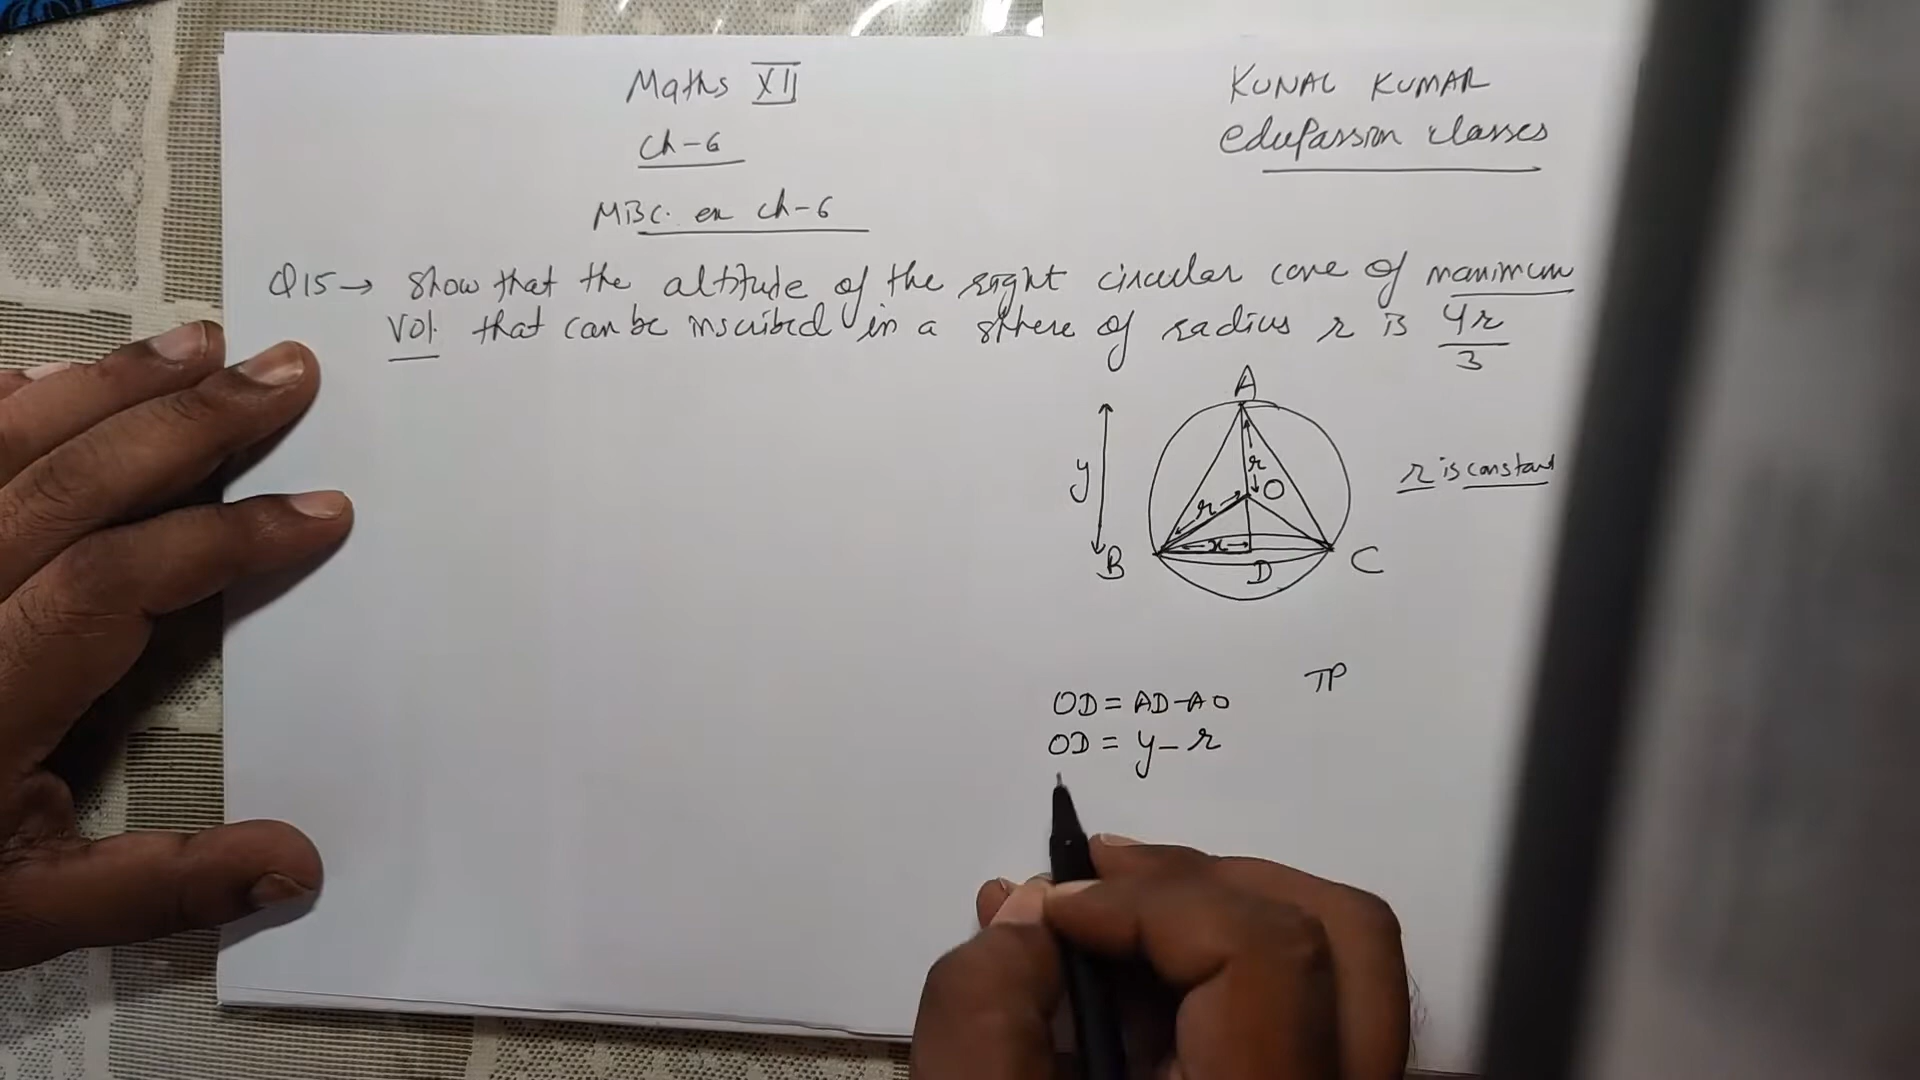 Maths XII
Ch-6
MBC. en Ch-6
KUNAL KUMAR
eduPassion classes
Q15→ Show that the altitude of the right circular cone of maximum
Vol. that can be inscribed in a sphere of radius r is 4r/3
A
y
r
O
r
x
B
D
C
r is constant
TP
OD = AD-AO
OD = y-r